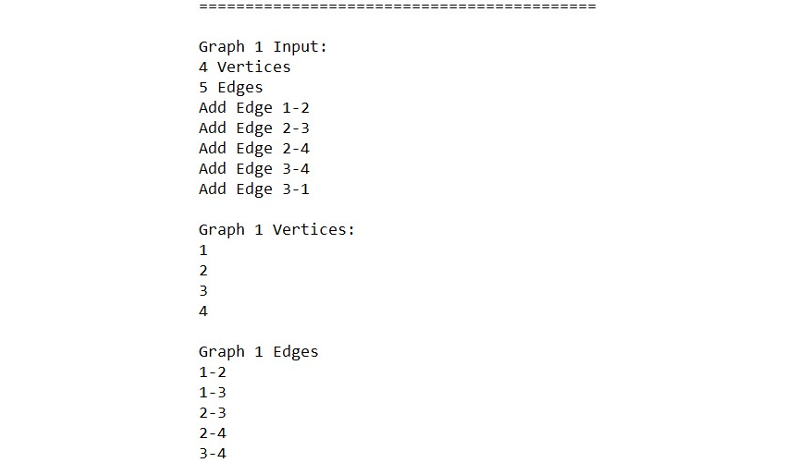 ===========================================
Graph 1 Input:
4 Vertices
5 Edges
Add Edge 1-2
Add Edge 2-3
Add Edge 2-4
Add Edge 3-4
Add Edge 3-1
Graph 1 Vertices:
1
2
3
4
Graph 1 Edges
1-2
1-3
2-3
2-4
3-4